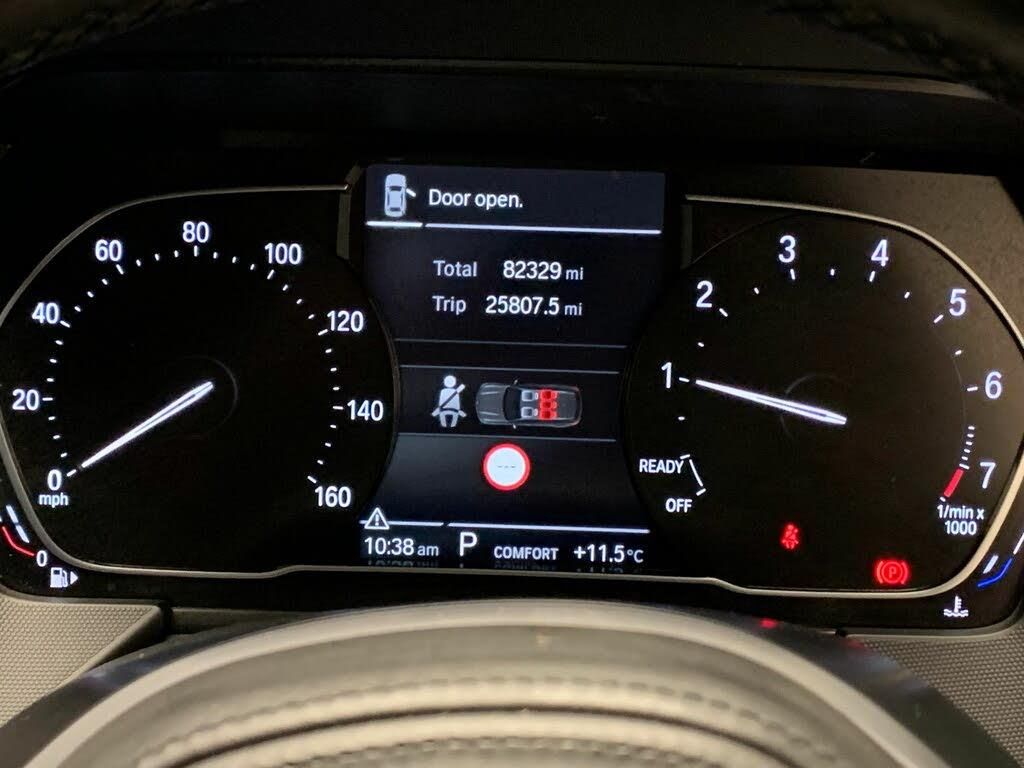 Door open.
Total 82329 mi
Trip 25807.5 mi
---
10:38 am P COMFORT +11.5°C
0
20
40
60
80
100
120
140
160
mph
0
1
2
3
4
5
6
7
1/min x
1000
READY
OFF
P